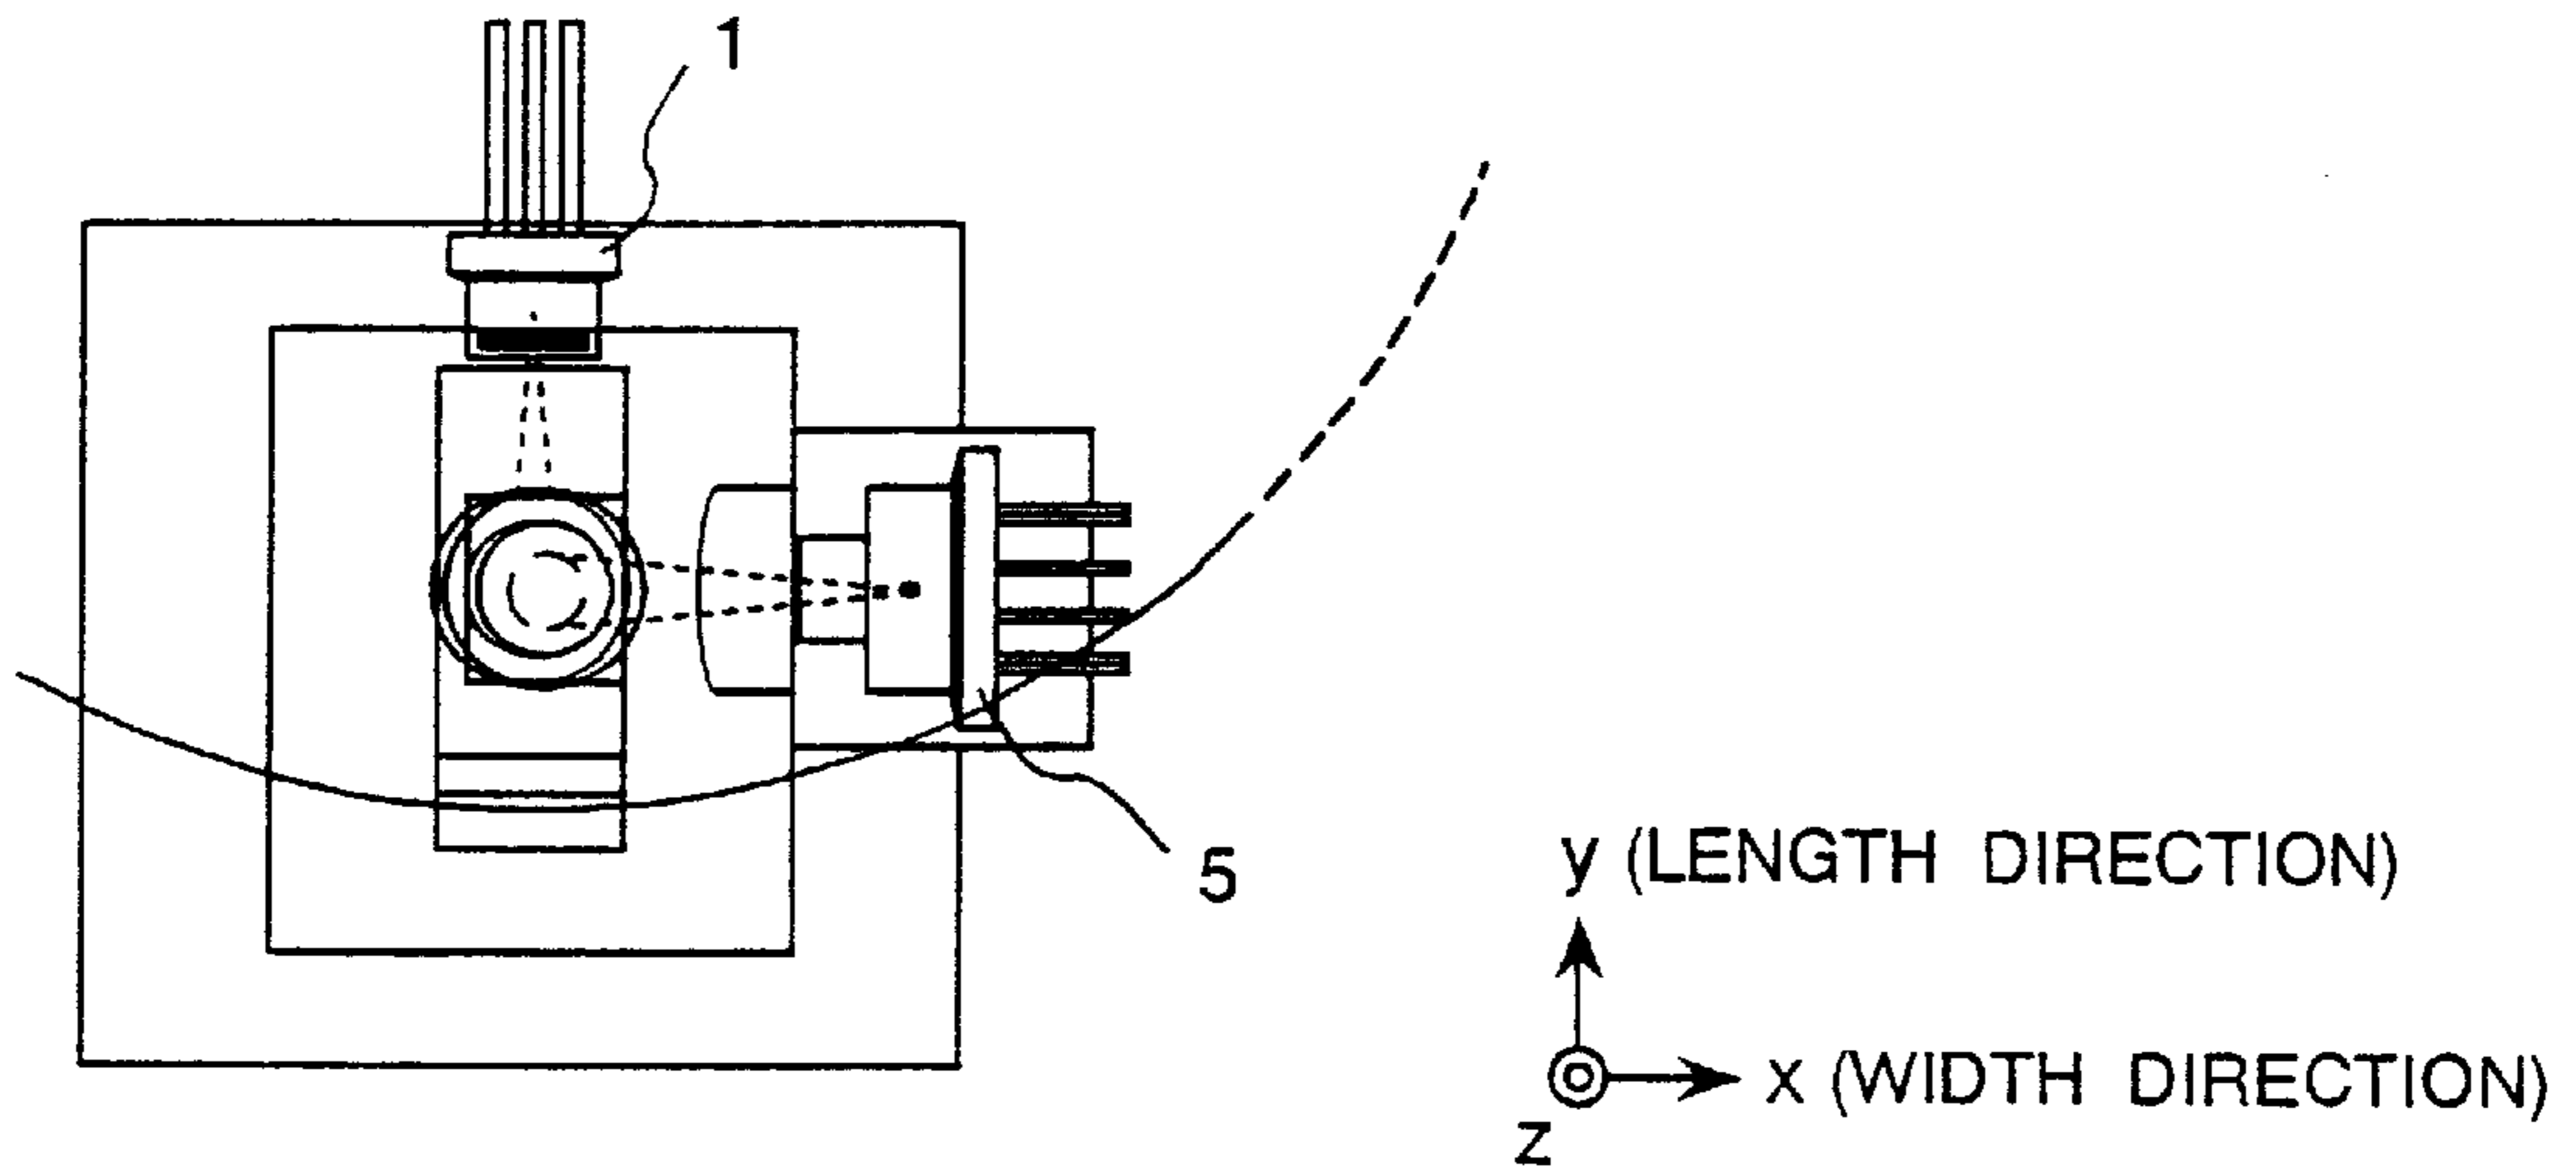 1
5
y (LENGTH DIRECTION)
x (WIDTH DIRECTION)
z